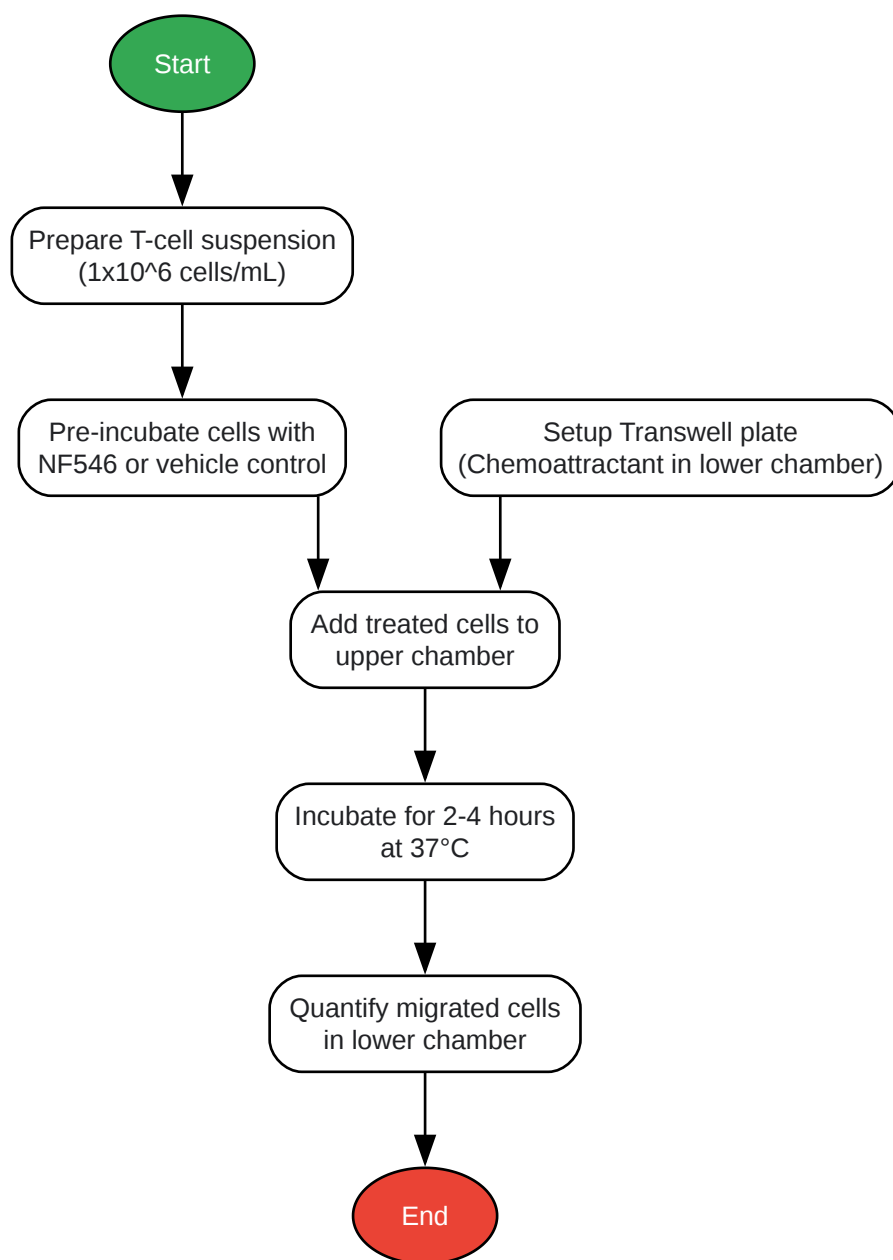 Start
Prepare T-cell suspension
(1x10^6 cells/mL)
Pre-incubate cells with
NF546 or vehicle control
Setup Transwell plate
(Chemoattractant in lower chamber)
Add treated cells to
upper chamber
Incubate for 2-4 hours
at 37°C
Quantify migrated cells
in lower chamber
End